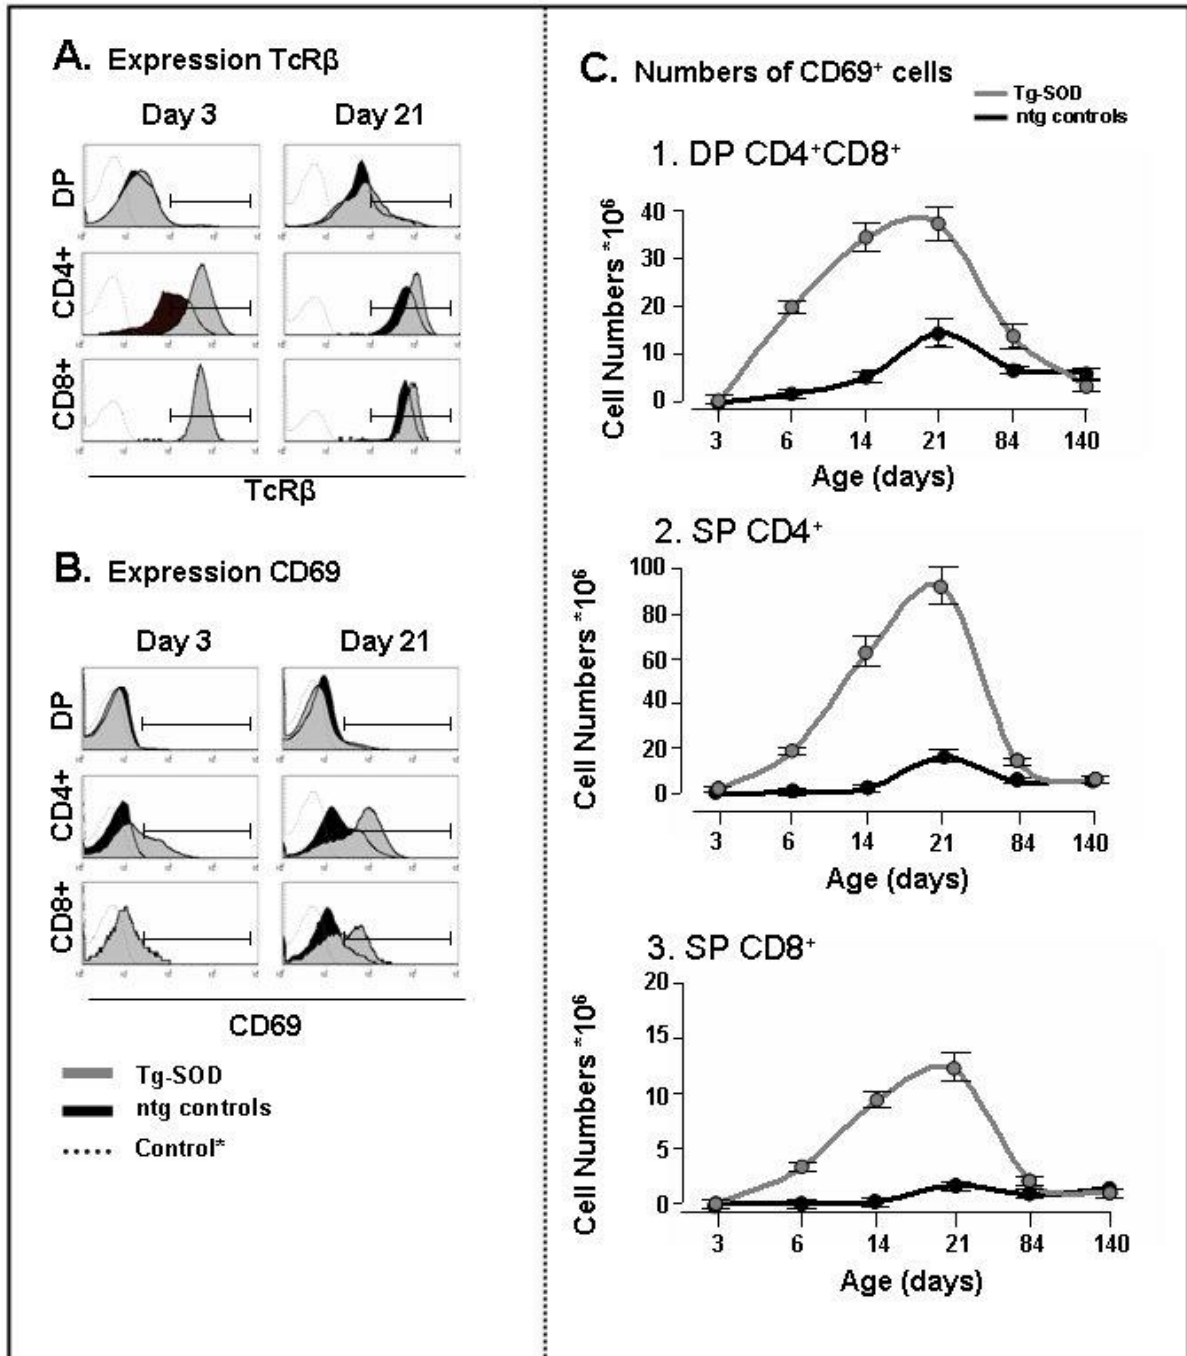 A. Expression TcRβ
Day 3 Day 21
DP
CD4+
CD8+
TcRβ
B. Expression CD69
Day 3 Day 21
DP
CD4+
CD8+
CD69
Tg-SOD
ntg controls
Control*
C. Numbers of CD69⁺ cells
Tg-SOD
ntg controls
1. DP CD4⁺CD8⁺
Cell Numbers *10⁶
40
30
20
10
0
3 6 14 21 84 140
Age (days)
2. SP CD4⁺
Cell Numbers *10⁶
100
80
60
40
20
0
3 6 14 21 84 140
Age (days)
3. SP CD8⁺
Cell Numbers *10⁶
20
15
10
5
0
3 6 14 21 84 140
Age (days)